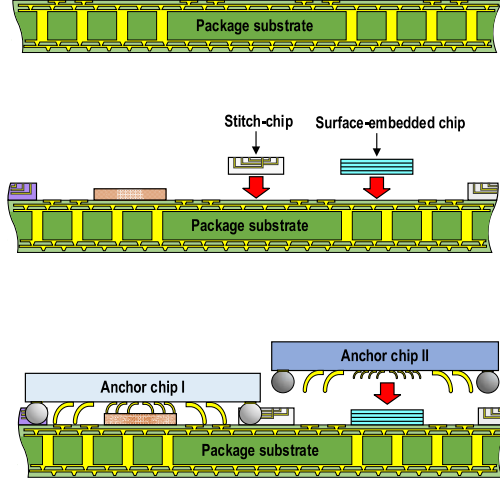 Package substrate
Stitch-chip
Surface-embedded chip
Package substrate
Anchor chip II
Anchor chip I
Package substrate